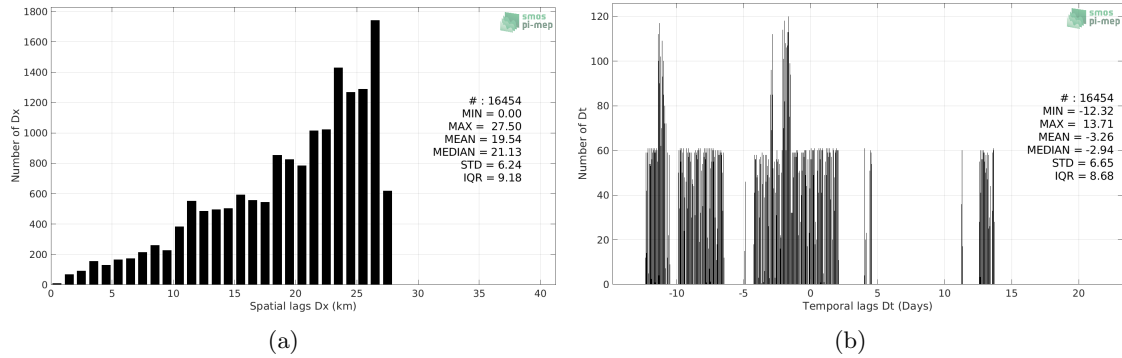 smos
pi-mep
1800
1600
1400
1200
1000
800
600
400
200
0
Number of Dx
# : 16454
MIN = 0.00
MAX = 27.50
MEAN = 19.54
MEDIAN = 21.13
STD = 6.24
IQR = 9.18
0 5 10 15 20 25 30 35 40
Spatial lags Dx (km)
(a)
smos
pi-mep
120
100
80
60
40
20
0
Number of Dt
# : 16454
MIN = -12.32
MAX = 13.71
MEAN = -3.26
MEDIAN = -2.94
STD = 6.65
IQR = 8.68
-10 -5 0 5 10 15 20
Temporal lags Dt (Days)
(b)